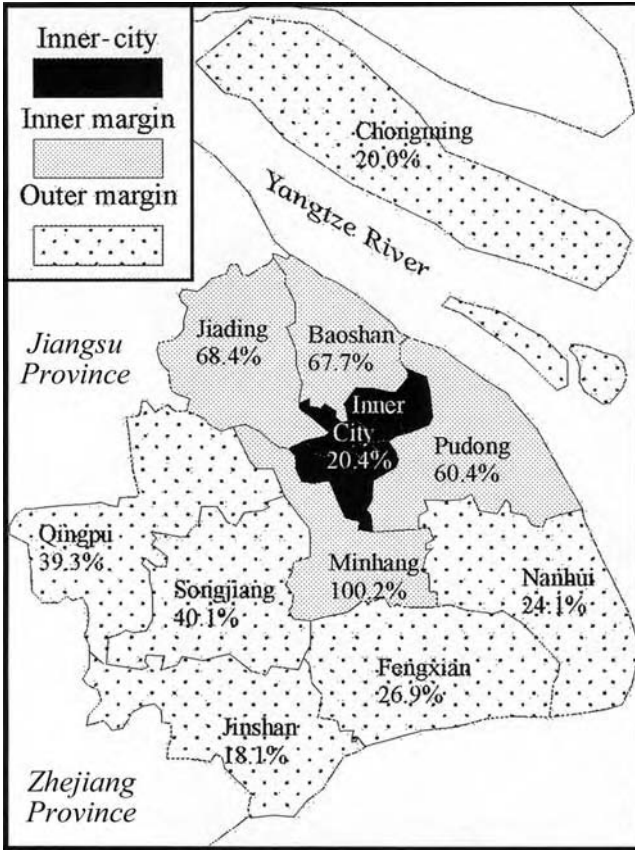 Inner-city
Inner margin
Outer margin
Chongming
20.0%
Yangtze River
Jiangsu
Province
Jiading
68.4%
Baoshan
67.7%
Inner
City
20.4%
Pudong
60.4%
Qingpu
39.3%
Songjiang
40.1%
Minhang
100.2%
Nanhui
24.1%
Fengxian
26.9%
Jinshan
18.1%
Zhejiang
Province